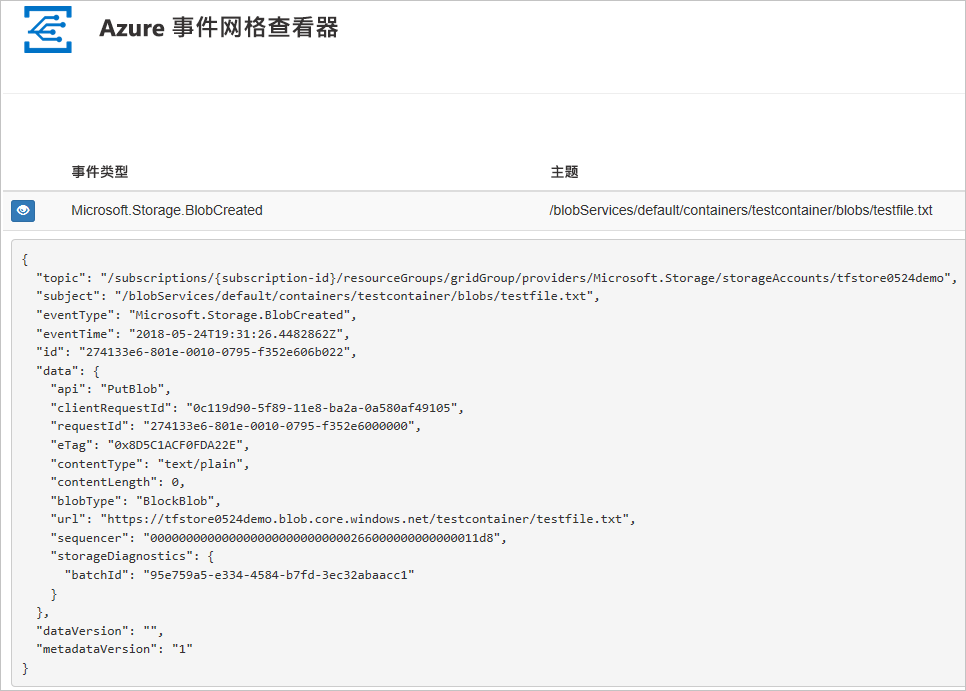 Azure 事件网格查看器
事件类型 主题
Microsoft.Storage.BlobCreated /blobServices/default/containers/testcontainer/blobs/testfile.txt
{
  "topic": "/subscriptions/{subscription-id}/resourceGroups/gridGroup/providers/Microsoft.Storage/storageAccounts/tfstore0524demo",
  "subject": "/blobServices/default/containers/testcontainer/blobs/testfile.txt",
  "eventType": "Microsoft.Storage.BlobCreated",
  "eventTime": "2018-05-24T19:31:26.4482862Z",
  "id": "274133e6-801e-0010-0795-f352e606b022",
  "data": {
    "api": "PutBlob",
    "clientRequestId": "0c119d90-5f89-11e8-ba2a-0a580af49105",
    "requestId": "274133e6-801e-0010-0795-f352e6000000",
    "eTag": "0x8D5C1ACF0FDA22E",
    "contentType": "text/plain",
    "contentLength": 0,
    "blobType": "BlockBlob",
    "url": "https://tfstore0524demo.blob.core.windows.net/testcontainer/testfile.txt",
    "sequencer": "00000000000000000000000000000266000000000000011d8",
    "storageDiagnostics": {
      "batchId": "95e759a5-e334-4584-b7fd-3ec32abaacc1"
    }
  },
  "dataVersion": "",
  "metadataVersion": "1"
}